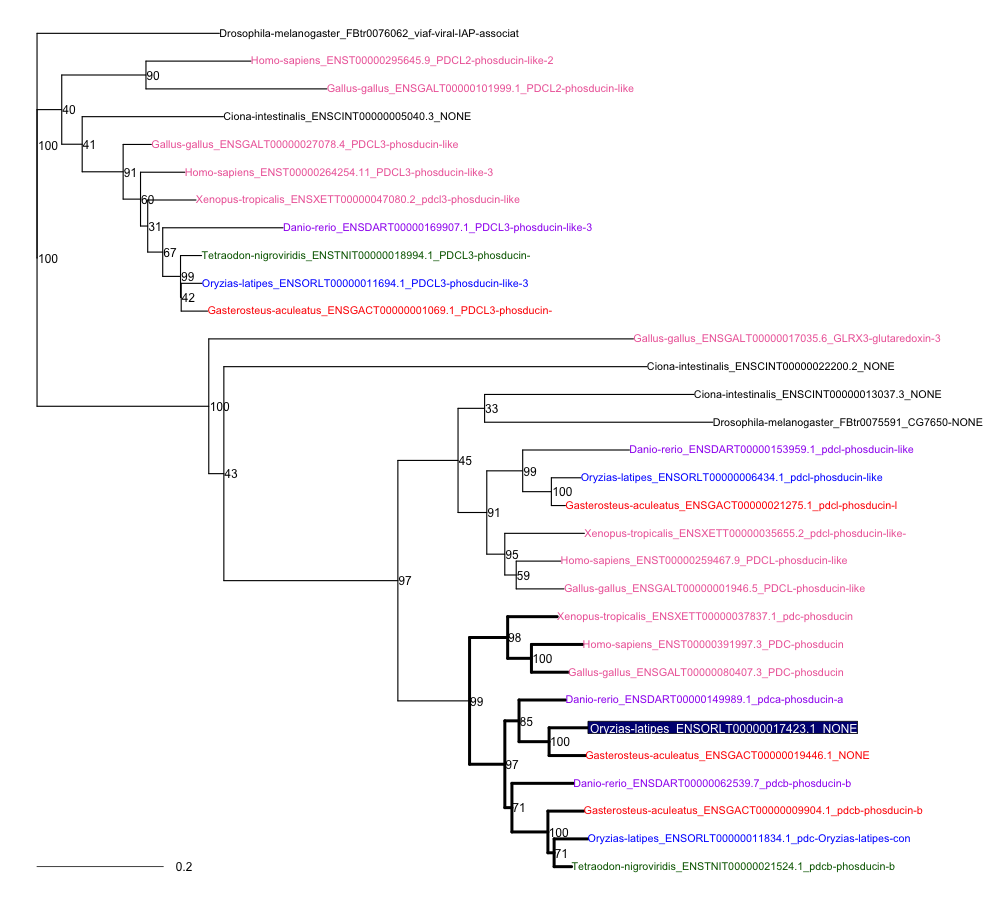 Drosophila-melanogaster_FBtr0076062_viaf-viral-IAP-associat
Homo-sapiens_ENST00000295645.9_PDCL2-phosducin-like-2
90
Gallus-gallus_ENSGALT00000101999.1_PDCL2-phosducin-like
40
Ciona-intestinalis_ENSCINT00000005040.3_NONE
100
41
Gallus-gallus_ENSGALT00000027078.4_PDCL3-phosducin-like
91
Homo-sapiens_ENST00000264254.11_PDCL3-phosducin-like-3
60
Xenopus-tropicalis_ENSXETT00000047080.2_pdcl3-phosducin-like
31
Danio-rerio_ENSDART00000169907.1_PDCL3-phosducin-like-3
67
Tetraodon-nigroviridis_ENSTNIT00000018994.1_PDCL3-phosducin-
100
99
Oryzias-latipes_ENSORLT00000011694.1_PDCL3-phosducin-like-3
42
Gasterosteus-aculeatus_ENSGACT00000001069.1_PDCL3-phosducin-
Gallus-gallus_ENSGALT00000017035.6_GLRX3-glutaredoxin-3
Ciona-intestinalis_ENSCINT00000022200.2_NONE
Ciona-intestinalis_ENSCINT00000013037.3_NONE
100
33
Drosophila-melanogaster_FBtr0075591_CG7650-NONE
Danio-rerio_ENSDART00000153959.1_pdcl-phosducin-like
45
99
43
Oryzias-latipes_ENSORLT00000006434.1_pdcl-phosducin-like
100
Gasterosteus-aculeatus_ENSGACT00000021275.1_pdcl-phosducin-l
91
Xenopus-tropicalis_ENSXETT00000035655.2_pdcl-phosducin-like-
95
Homo-sapiens_ENST00000259467.9_PDCL-phosducin-like
59
97
Gallus-gallus_ENSGALT00000001946.5_PDCL-phosducin-like
Xenopus-tropicalis_ENSXETT00000037837.1_pdc-phosducin
98
Homo-sapiens_ENST00000391997.3_PDC-phosducin
100
Gallus-gallus_ENSGALT00000080407.3_PDC-phosducin
99
Danio-rerio_ENSDART00000149989.1_pdca-phosducin-a
85
Oryzias-latipes_ENSORLT00000017423.1_NONE
100
Gasterosteus-aculeatus_ENSGACT00000019446.1_NONE
97
Danio-rerio_ENSDART00000062539.7_pdcb-phosducin-b
71
Gasterosteus-aculeatus_ENSGACT00000009904.1_pdcb-phosducin-b
100
Oryzias-latipes_ENSORLT00000011834.1_pdc-Oryzias-latipes-con
71
Tetraodon-nigroviridis_ENSTNIT00000021524.1_pdcb-phosducin-b
0.2